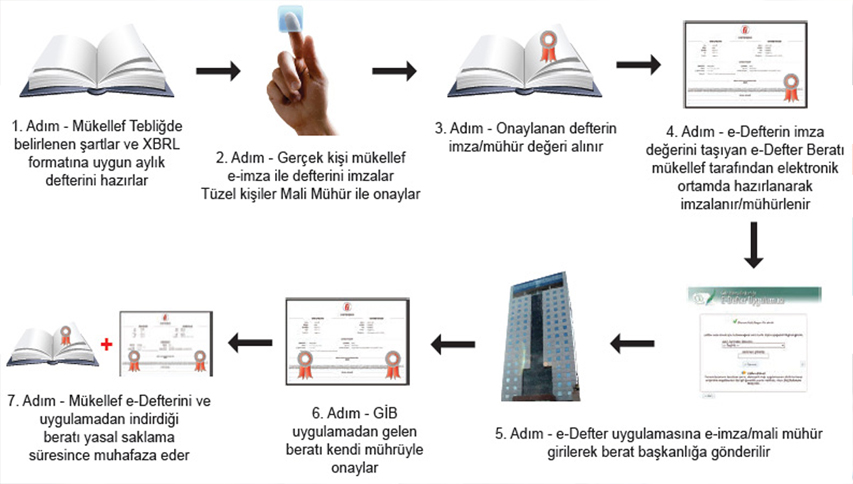 1. Adım - Mükellef Tebliğde
belirlenen şartlar ve XBRL
formatına uygun aylık
defterini hazırlar
2. Adım - Gerçek kişi mükellef
e-imza ile defterini imzalar
Tüzel kişiler Mali Mühür ile onaylar
3. Adım - Onaylanan defterin
imza/mühür değeri alınır
4. Adım - e-Defterin imza
değerini taşıyan e-Defter Beratı
mükellef tarafından elektronik
ortamda hazırlanarak
imzalanır/mühürlenir
e-Defter Uygulaması
5. Adım - e-Defter uygulamasına e-imza/mali mühür
girilerek berat başkanlığa gönderilir
6. Adım - GİB
uygulamadan gelen
beratı kendi mührüyle
onaylar
7. Adım - Mükellef e-Defterini ve
uygulamadan indirdiği
beratı yasal saklama
süresince muhafaza eder